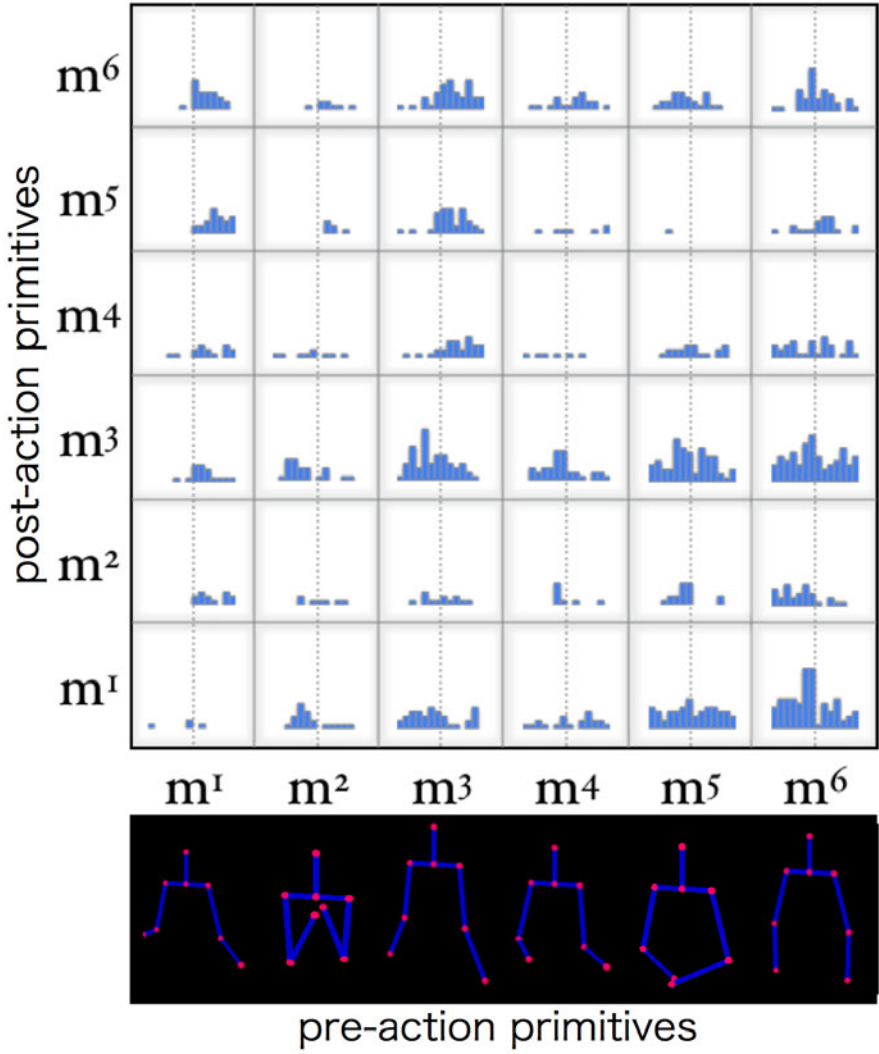 post-action primitives
m⁶
m⁵
m⁴
m³
m²
m¹
m¹ m² m³ m⁴ m⁵ m⁶
pre-action primitives